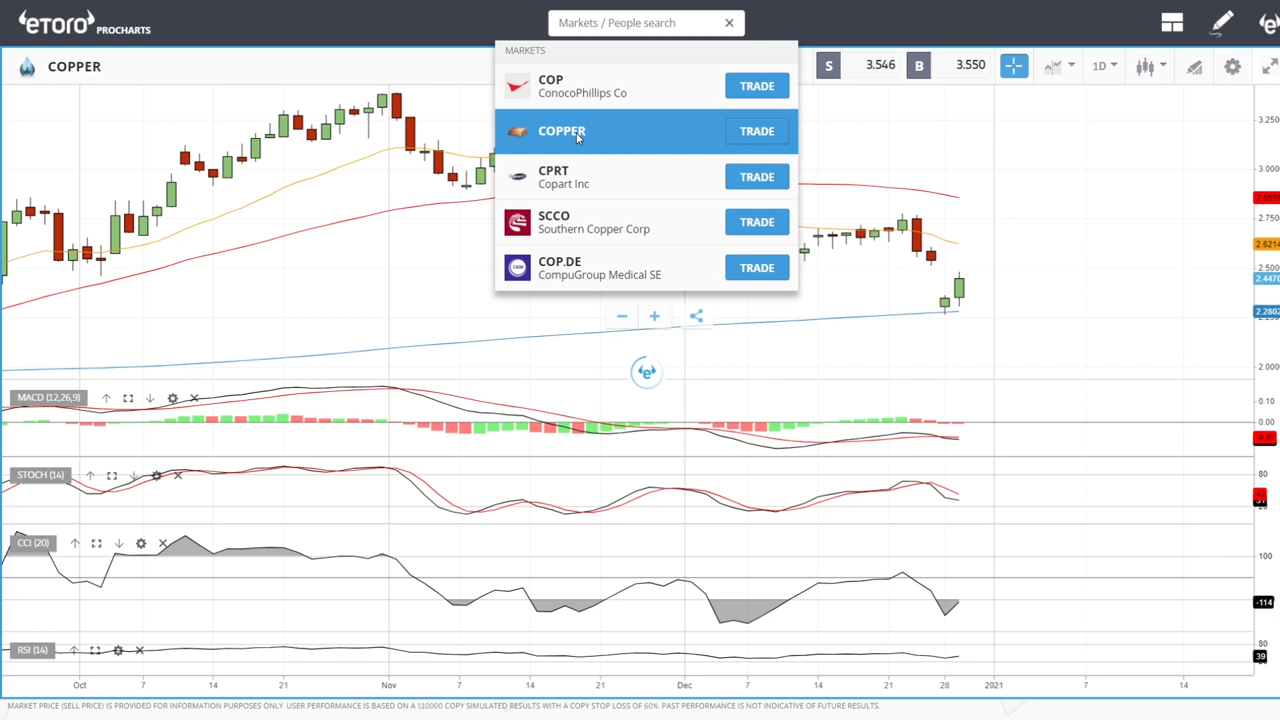 etoro PROCHARTS
Markets / People search
COPPER
MARKETS
COP
ConocoPhillips Co
TRADE
COPPER
TRADE
CPRT
Copart Inc
TRADE
SCCO
Southern Copper Corp
TRADE
COP.DE
CompuGroup Medical SE
TRADE
S 3.546 B 3.550 1D
3.250
3.0000
2.750
2.6214
2.500
2.4470
2.2802
2.0000
MACD (12,26,9)
0.10
0.00
-0.07
STOCH (14)
80
20
CCI (20)
100
-114
RSI (14)
80
39
Oct 7 14 21 Nov 7 14 21 Dec 7 14 21 28 2021 7 14
MARKET PRICE (SELL PRICE) IS PROVIDED FOR INFORMATION PURPOSES ONLY. USER PERFORMANCE IS BASED ON A $10000 COPY SIMULATED RESULTS WITH A COPY STOP LOSS OF 60%. PAST PERFORMANCE IS NOT INDICATIVE OF FUTURE RESULTS.